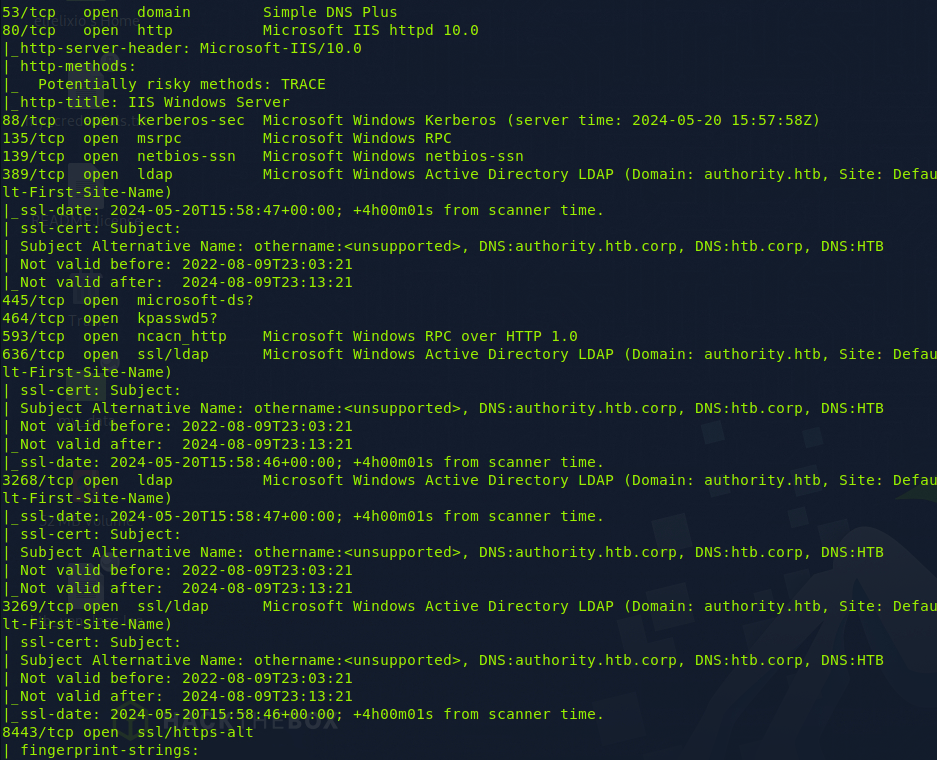 53/tcp   open  domain        Simple DNS Plus
80/tcp   open  http          Microsoft IIS httpd 10.0
|_http-server-header: Microsoft-IIS/10.0
| http-methods:
|_  Potentially risky methods: TRACE
|_http-title: IIS Windows Server
88/tcp   open  kerberos-sec  Microsoft Windows Kerberos (server time: 2024-05-20 15:57:58Z)
135/tcp  open  msrpc         Microsoft Windows RPC
139/tcp  open  netbios-ssn   Microsoft Windows netbios-ssn
389/tcp  open  ldap          Microsoft Windows Active Directory LDAP (Domain: authority.htb, Site: Defau
lt-First-Site-Name)
|_ssl-date: 2024-05-20T15:58:47+00:00; +4h00m01s from scanner time.
| ssl-cert: Subject:
| Subject Alternative Name: othername:<unsupported>, DNS:authority.htb.corp, DNS:htb.corp, DNS:HTB
| Not valid before: 2022-08-09T23:03:21
|_Not valid after:  2024-08-09T23:13:21
445/tcp  open  microsoft-ds?
464/tcp  open  kpasswd5?
593/tcp  open  ncacn_http    Microsoft Windows RPC over HTTP 1.0
636/tcp  open  ssl/ldap      Microsoft Windows Active Directory LDAP (Domain: authority.htb, Site: Defau
lt-First-Site-Name)
| ssl-cert: Subject:
| Subject Alternative Name: othername:<unsupported>, DNS:authority.htb.corp, DNS:htb.corp, DNS:HTB
| Not valid before: 2022-08-09T23:03:21
|_Not valid after:  2024-08-09T23:13:21
|_ssl-date: 2024-05-20T15:58:46+00:00; +4h00m01s from scanner time.
3268/tcp open  ldap          Microsoft Windows Active Directory LDAP (Domain: authority.htb, Site: Defau
lt-First-Site-Name)
|_ssl-date: 2024-05-20T15:58:47+00:00; +4h00m01s from scanner time.
| ssl-cert: Subject:
| Subject Alternative Name: othername:<unsupported>, DNS:authority.htb.corp, DNS:htb.corp, DNS:HTB
| Not valid before: 2022-08-09T23:03:21
|_Not valid after:  2024-08-09T23:13:21
3269/tcp open  ssl/ldap      Microsoft Windows Active Directory LDAP (Domain: authority.htb, Site: Defau
lt-First-Site-Name)
| ssl-cert: Subject:
| Subject Alternative Name: othername:<unsupported>, DNS:authority.htb.corp, DNS:htb.corp, DNS:HTB
| Not valid before: 2022-08-09T23:03:21
|_Not valid after:  2024-08-09T23:13:21
|_ssl-date: 2024-05-20T15:58:46+00:00; +4h00m01s from scanner time.
HACKTHEBOX
8443/tcp open  ssl/https-alt
| fingerprint-strings: